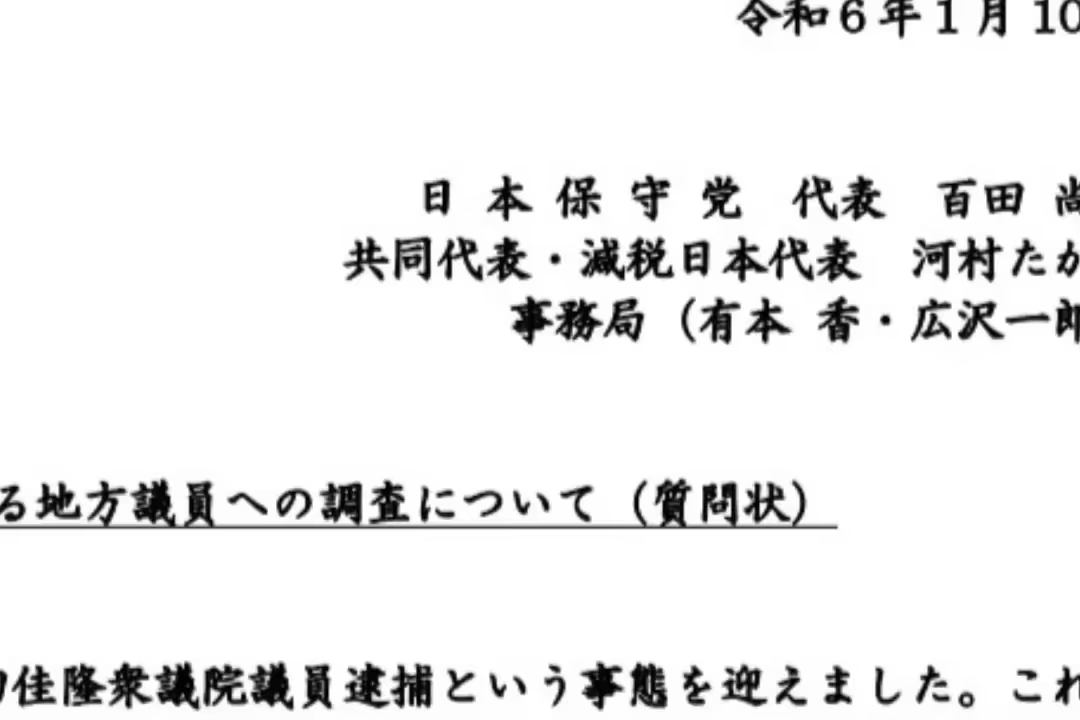 令和6年1月10
日本保守党 代表 百田 尚
共同代表・減税日本代表 河村たか
事務局（有本 香・広沢一郎
る地方議員への調査について（質問状）
佳隆衆議院議員逮捕という事態を迎えました。これ